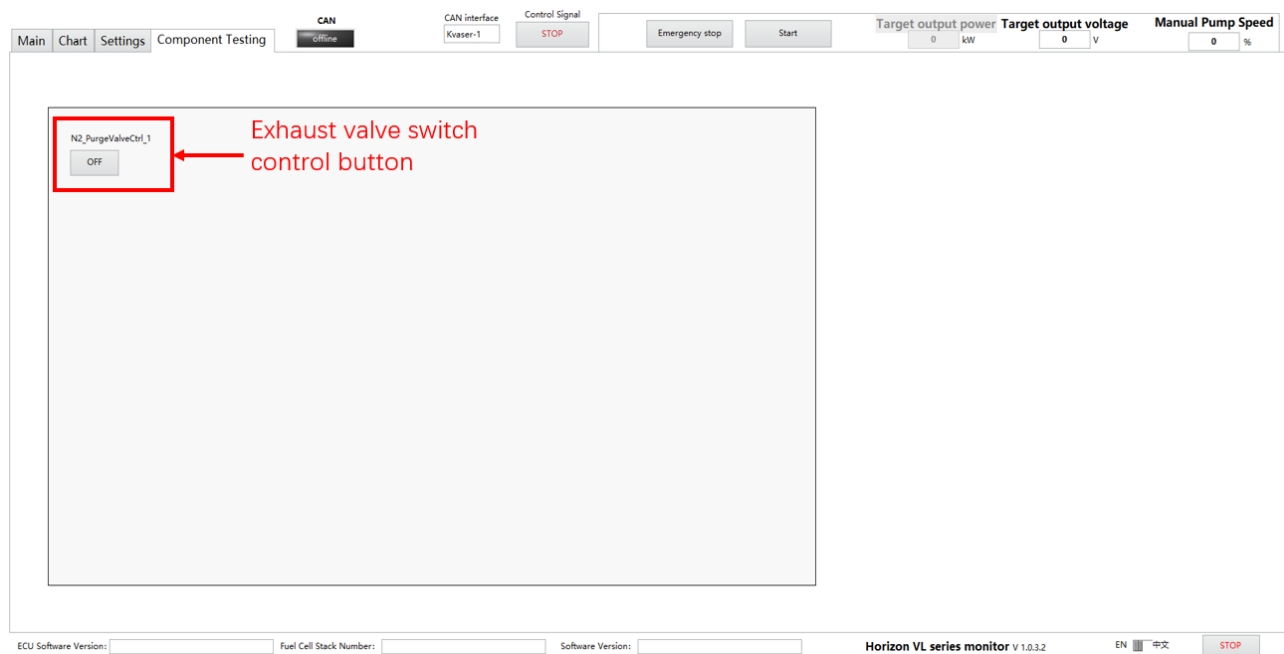 Main Chart Settings Component Testing
CAN
offline
CAN interface
Kvaser-1
Control Signal
STOP
Emergency stop
Start
Target output power
0 kW
Target output voltage
0 V
Manual Pump Speed
0 %
N2_PurgeValveCtrl_1
OFF
Exhaust valve switch
control button
ECU Software Version:
Fuel Cell Stack Number:
Software Version:
Horizon VL series monitor V 1.0.3.2
EN 中文
STOP